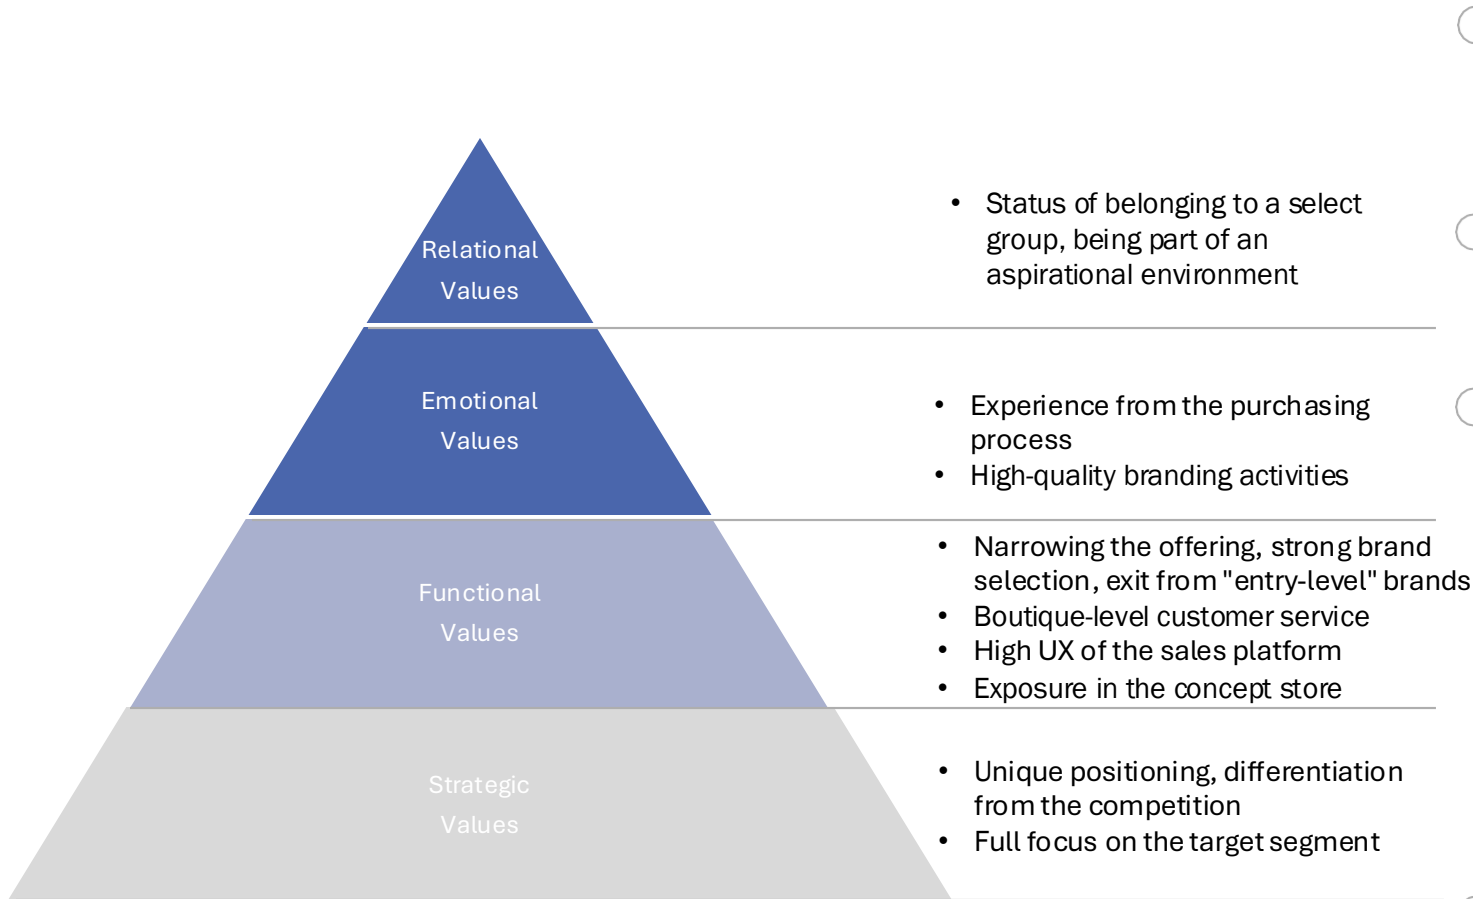 Relational
Values
• Status of belonging to a select
group, being part of an
aspirational environment
Emotional
Values
• Experience from the purchasing
process
• High-quality branding activities
Functional
Values
• Narrowing the offering, strong brand
selection, exit from "entry-level" brands
• Boutique-level customer service
• High UX of the sales platform
• Exposure in the concept store
Strategic
Values
• Unique positioning, differentiation
from the competition
• Full focus on the target segment